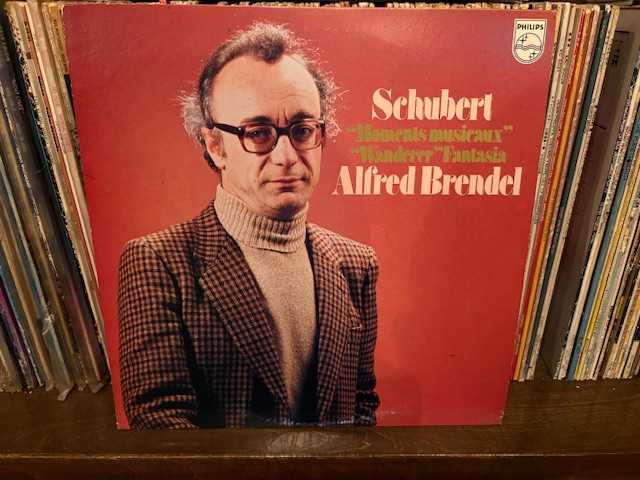 PHILIPS
Schubert
"Moments musicaux"
"Wanderer" Fantasia
Alfred Brendel